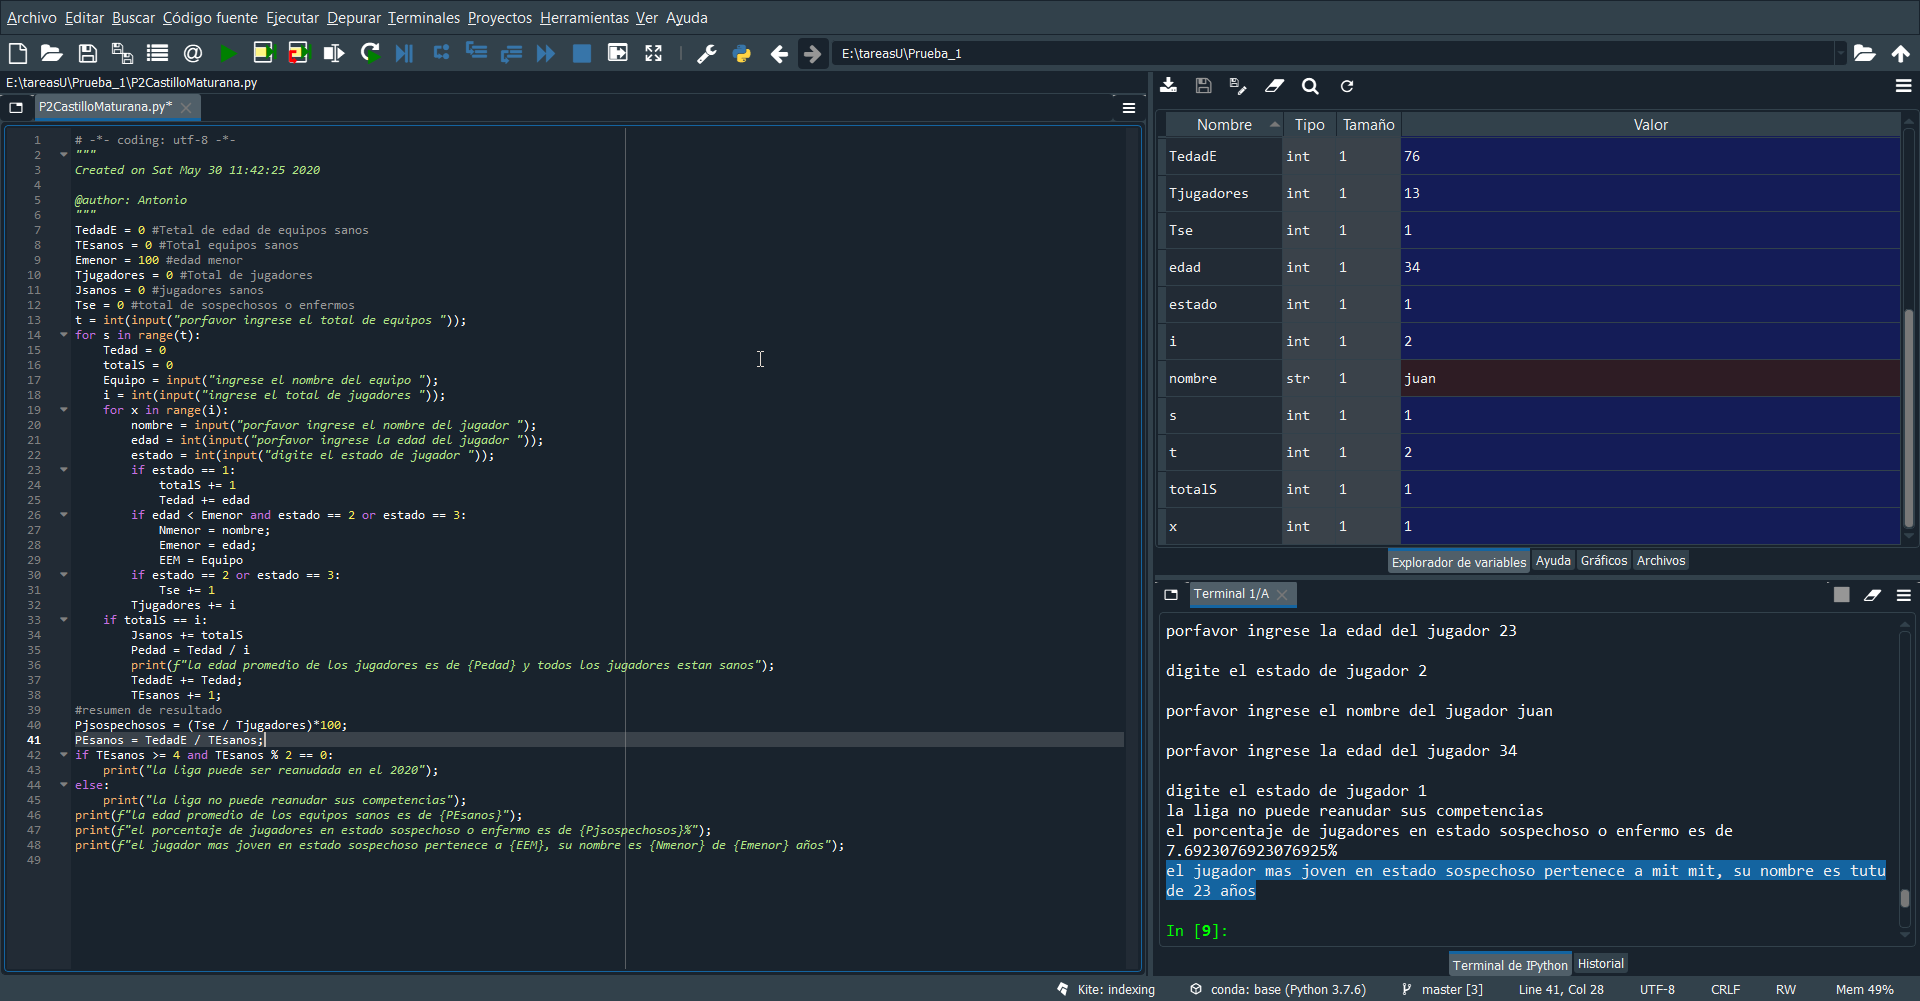 Archivo Editar Buscar Código fuente Ejecutar Depurar Terminales Proyectos Herramientas Ver Ayuda
E:\tareasU\Prueba_1
E:\tareasU\Prueba_1\P2CastilloMaturana.py
P2CastilloMaturana.py*
1 # -*- coding: utf-8 -*-
2 """
3 Created on Sat May 30 11:42:25 2020
4
5 @author: Antonio
6 """
7 TedadE = 0 #Tetal de edad de equipos sanos
8 TEsanos = 0 #Total equipos sanos
9 Emenor = 100 #edad menor
10 Tjugadores = 0 #Total de jugadores
11 Jsanos = 0 #jugadores sanos
12 Tse = 0 #total de sospechosos o enfermos
13 t = int(input("porfavor ingrese el total de equipos "));
14 for s in range(t):
15     Tedad = 0
16     totalS = 0
17     Equipo = input("ingrese el nombre del equipo ");
18     i = int(input("ingrese el total de jugadores "));
19     for x in range(i):
20         nombre = input("porfavor ingrese el nombre del jugador ");
21         edad = int(input("porfavor ingrese la edad del jugador "));
22         estado = int(input("digite el estado de jugador "));
23         if estado == 1:
24             totalS += 1
25             Tedad += edad
26         if edad < Emenor and estado == 2 or estado == 3:
27             Nmenor = nombre;
28             Emenor = edad;
29             EEM = Equipo
30         if estado == 2 or estado == 3:
31             Tse += 1
32         Tjugadores += i
33     if totalS == i:
34         Jsanos += totalS
35         Pedad = Tedad / i
36         print(f"la edad promedio de los jugadores es de {Pedad} y todos los jugadores estan sanos");
37         TedadE += Tedad;
38         TEsanos += 1;
39 #resumen de resultado
40 Pjsospechosos = (Tse / Tjugadores)*100;
41 PEsanos = TedadE / TEsanos;
42 if TEsanos >= 4 and TEsanos % 2 == 0:
43     print("la liga puede ser reanudada en el 2020");
44 else:
45     print("la liga no puede reanudar sus competencias");
46 print(f"la edad promedio de los equipos sanos es de {PEsanos}");
47 print(f"el porcentaje de jugadores en estado sospechoso o enfermo es de {Pjsospechosos}%");
48 print(f"el jugador mas joven en estado sospechoso pertenece a {EEM}, su nombre es {Nmenor} de {Emenor} años");
49
Nombre Tipo Tamaño Valor
TedadE int 1 76
Tjugadores int 1 13
Tse int 1 1
edad int 1 34
estado int 1 1
i int 1 2
nombre str 1 juan
s int 1 1
t int 1 2
totalS int 1 1
x int 1 1
Explorador de variables Ayuda Gráficos Archivos
Terminal 1/A
porfavor ingrese la edad del jugador 23
digite el estado de jugador 2
porfavor ingrese el nombre del jugador juan
porfavor ingrese la edad del jugador 34
digite el estado de jugador 1
la liga no puede reanudar sus competencias
el porcentaje de jugadores en estado sospechoso o enfermo es de
7.6923076923076925%
el jugador mas joven en estado sospechoso pertenece a mit mit, su nombre es tutu
de 23 años
In [9]:
Terminal de IPython Historial
Kite: indexing conda: base (Python 3.7.6) master [3] Line 41, Col 28 UTF-8 CRLF RW Mem 49%